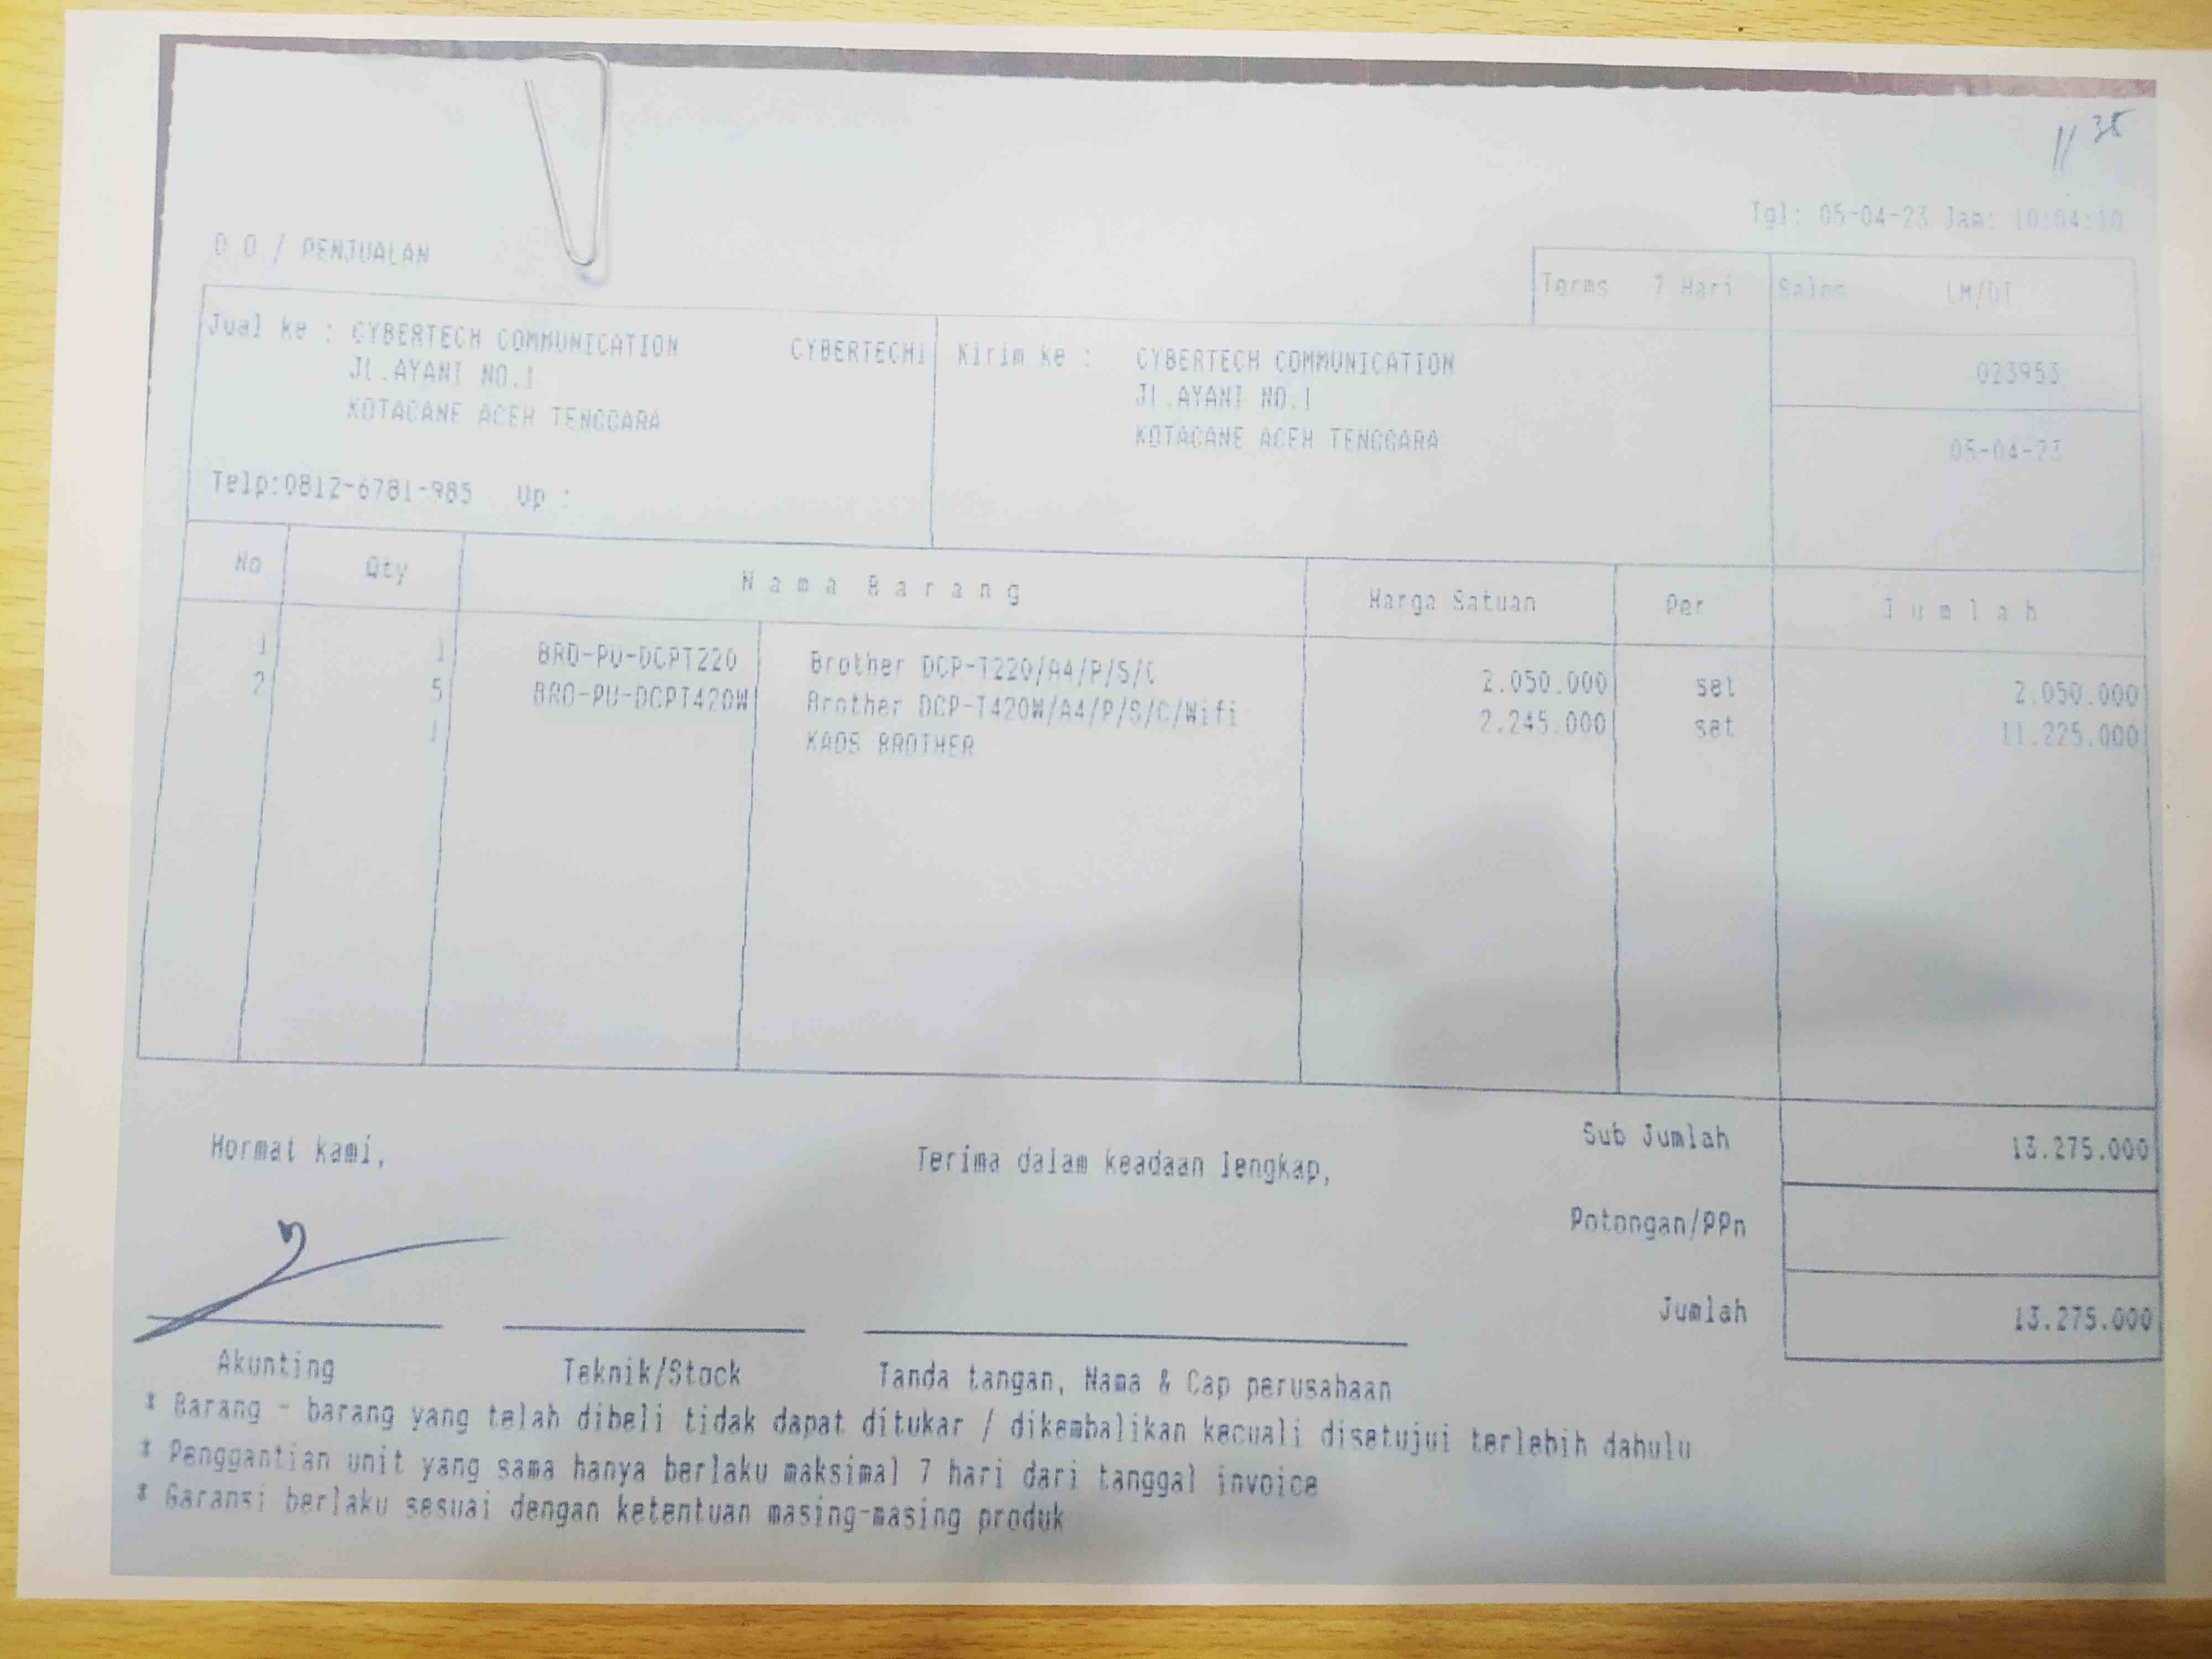 11 35
Tgl: 05-04-23 Jam: 10:04:10
D O / PENJUALAN
Terms 7 Hari Sales LM/DT
Jual ke : CYBERTECH COMMUNICATION CYBERTECH1 Kirim ke : CYBERTECH COMMUNICATION
JL.AYANI NO.1 JL.AYANI NO.1 023953
KOTACANE ACEH TENGGARA KOTACANE ACEH TENGGARA 05-04-23
Telp:0812-6781-985 Up :
No Qty Nama Barang Harga Satuan Per Jumlah
1 1 BRO-PU-DCPT220 Brother DCP-T220/A4/P/S/C 2.050.000 set 2.050.000
2 5 BRO-PU-DCPT420W Brother DCP-T420W/A4/P/S/C/Wifi 2.245.000 set 11.225.000
1 KAOS BROTHER
Hormat kami, Terima dalam keadaan lengkap, Sub Jumlah 13.275.000
Potongan/PPn
Jumlah 13.275.000
Akunting Teknik/Stock Tanda tangan, Nama & Cap perusahaan
* Barang - barang yang telah dibeli tidak dapat ditukar / dikembalikan kecuali disetujui terlebih dahulu
* Penggantian unit yang sama hanya berlaku maksimal 7 hari dari tanggal invoice
* Garansi berlaku sesuai dengan ketentuan masing-masing produk